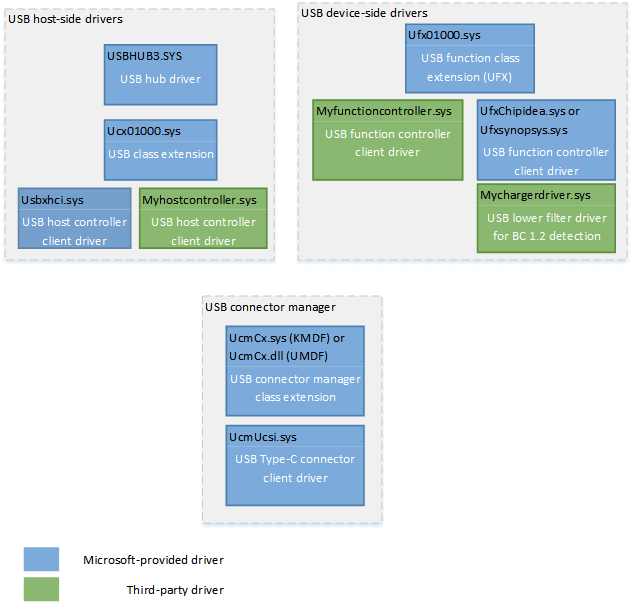 USB host-side drivers
USBHUB3.SYS
USB hub driver
Ucx01000.sys
USB class extension
Usbxhci.sys
USB host controller
client driver
Myhostcontroller.sys
USB host controller
client driver
USB device-side drivers
Ufx01000.sys
USB function class
extension (UFX)
Myfunctioncontroller.sys
USB function controller
client driver
UfxChipidea.sys or
Ufxsynopsys.sys
USB function controller
client driver
Mychargerdriver.sys
USB lower filter driver
for BC 1.2 detection
USB connector manager
UcmCx.sys (KMDF) or
UcmCx.dll (UMDF)
USB connector manager
class extension
UcmUcsi.sys
USB Type-C connector
client driver
Microsoft-provided driver
Third-party driver